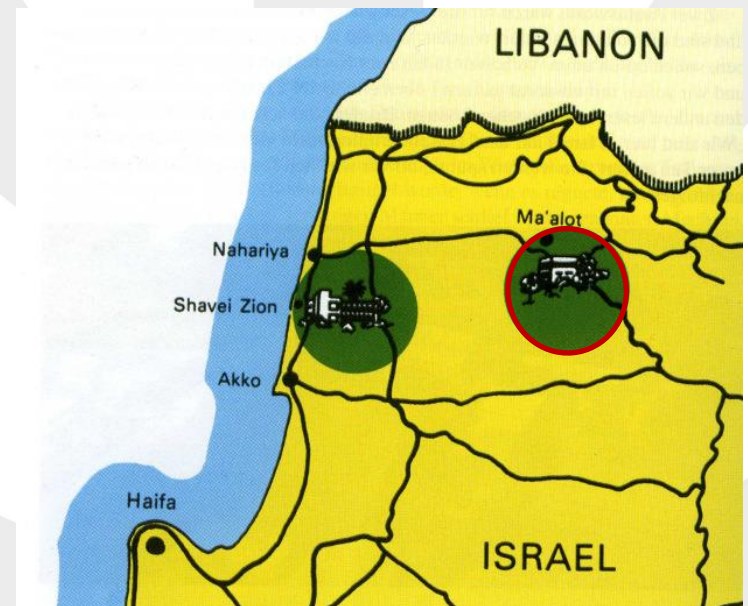 LIBANON
Ma'alot
Nahariya
Shavei Zion
Akko
Haifa
ISRAEL